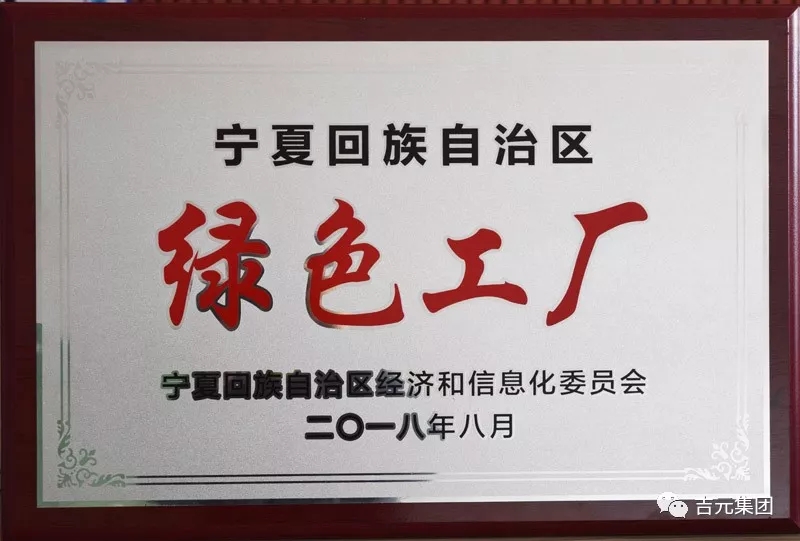 宁夏回族自治区
绿色工厂
宁夏回族自治区经济和信息化委员会
二〇一八年八月
吉元集团